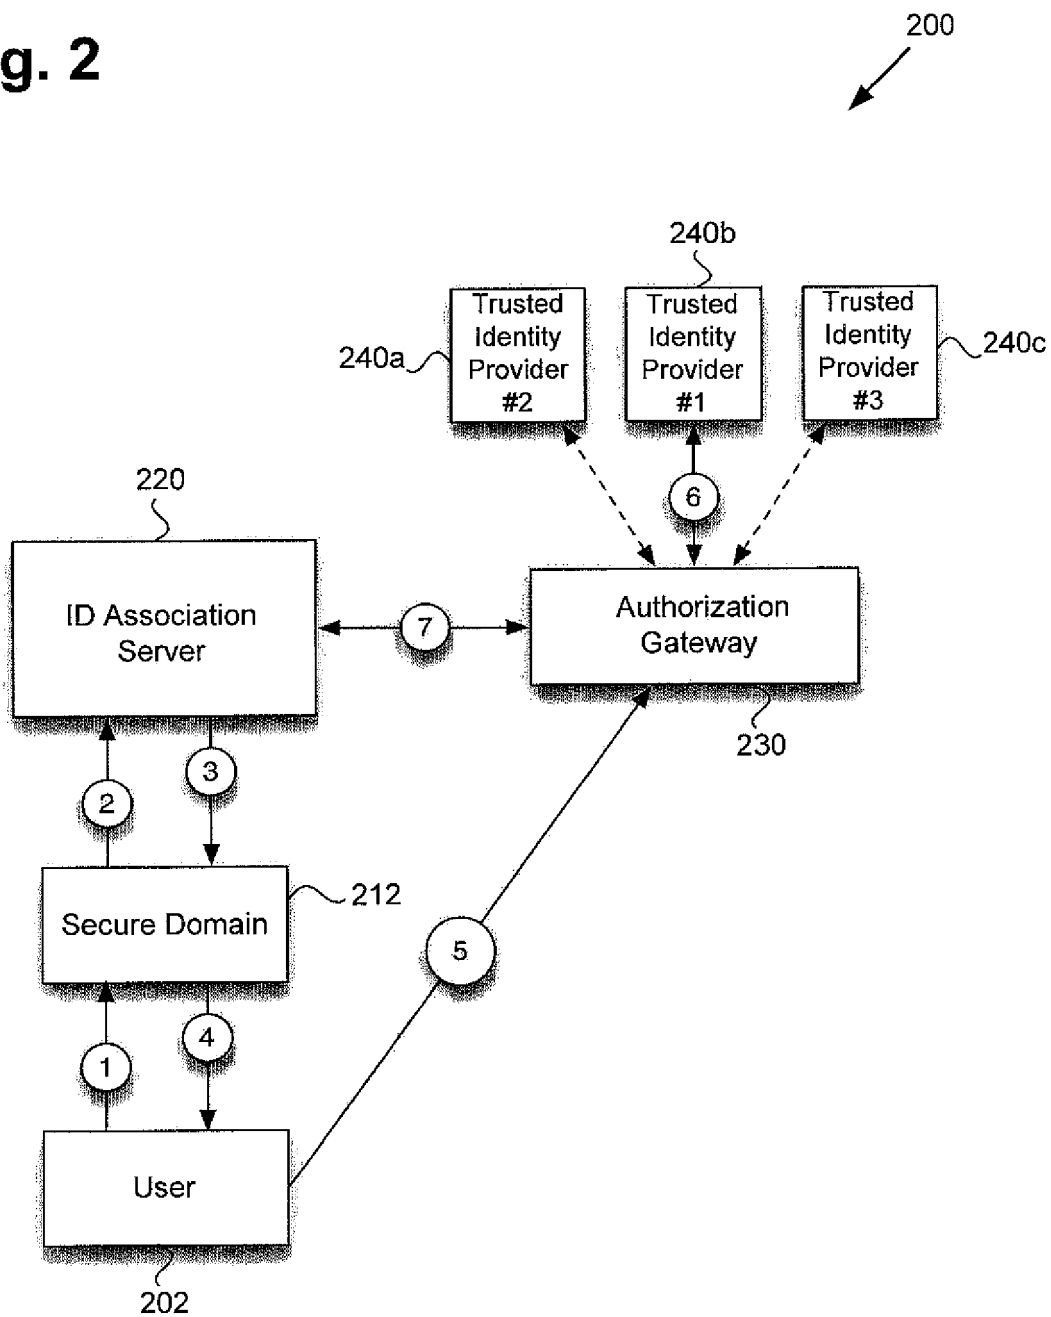 g. 2
200
240b
Trusted
Identity
Provider
#2
Trusted
Identity
Provider
#1
Trusted
Identity
Provider
#3
240a
240c
6
220
ID Association
Server
7
Authorization
Gateway
230
3
2
Secure Domain
212
5
4
1
User
202